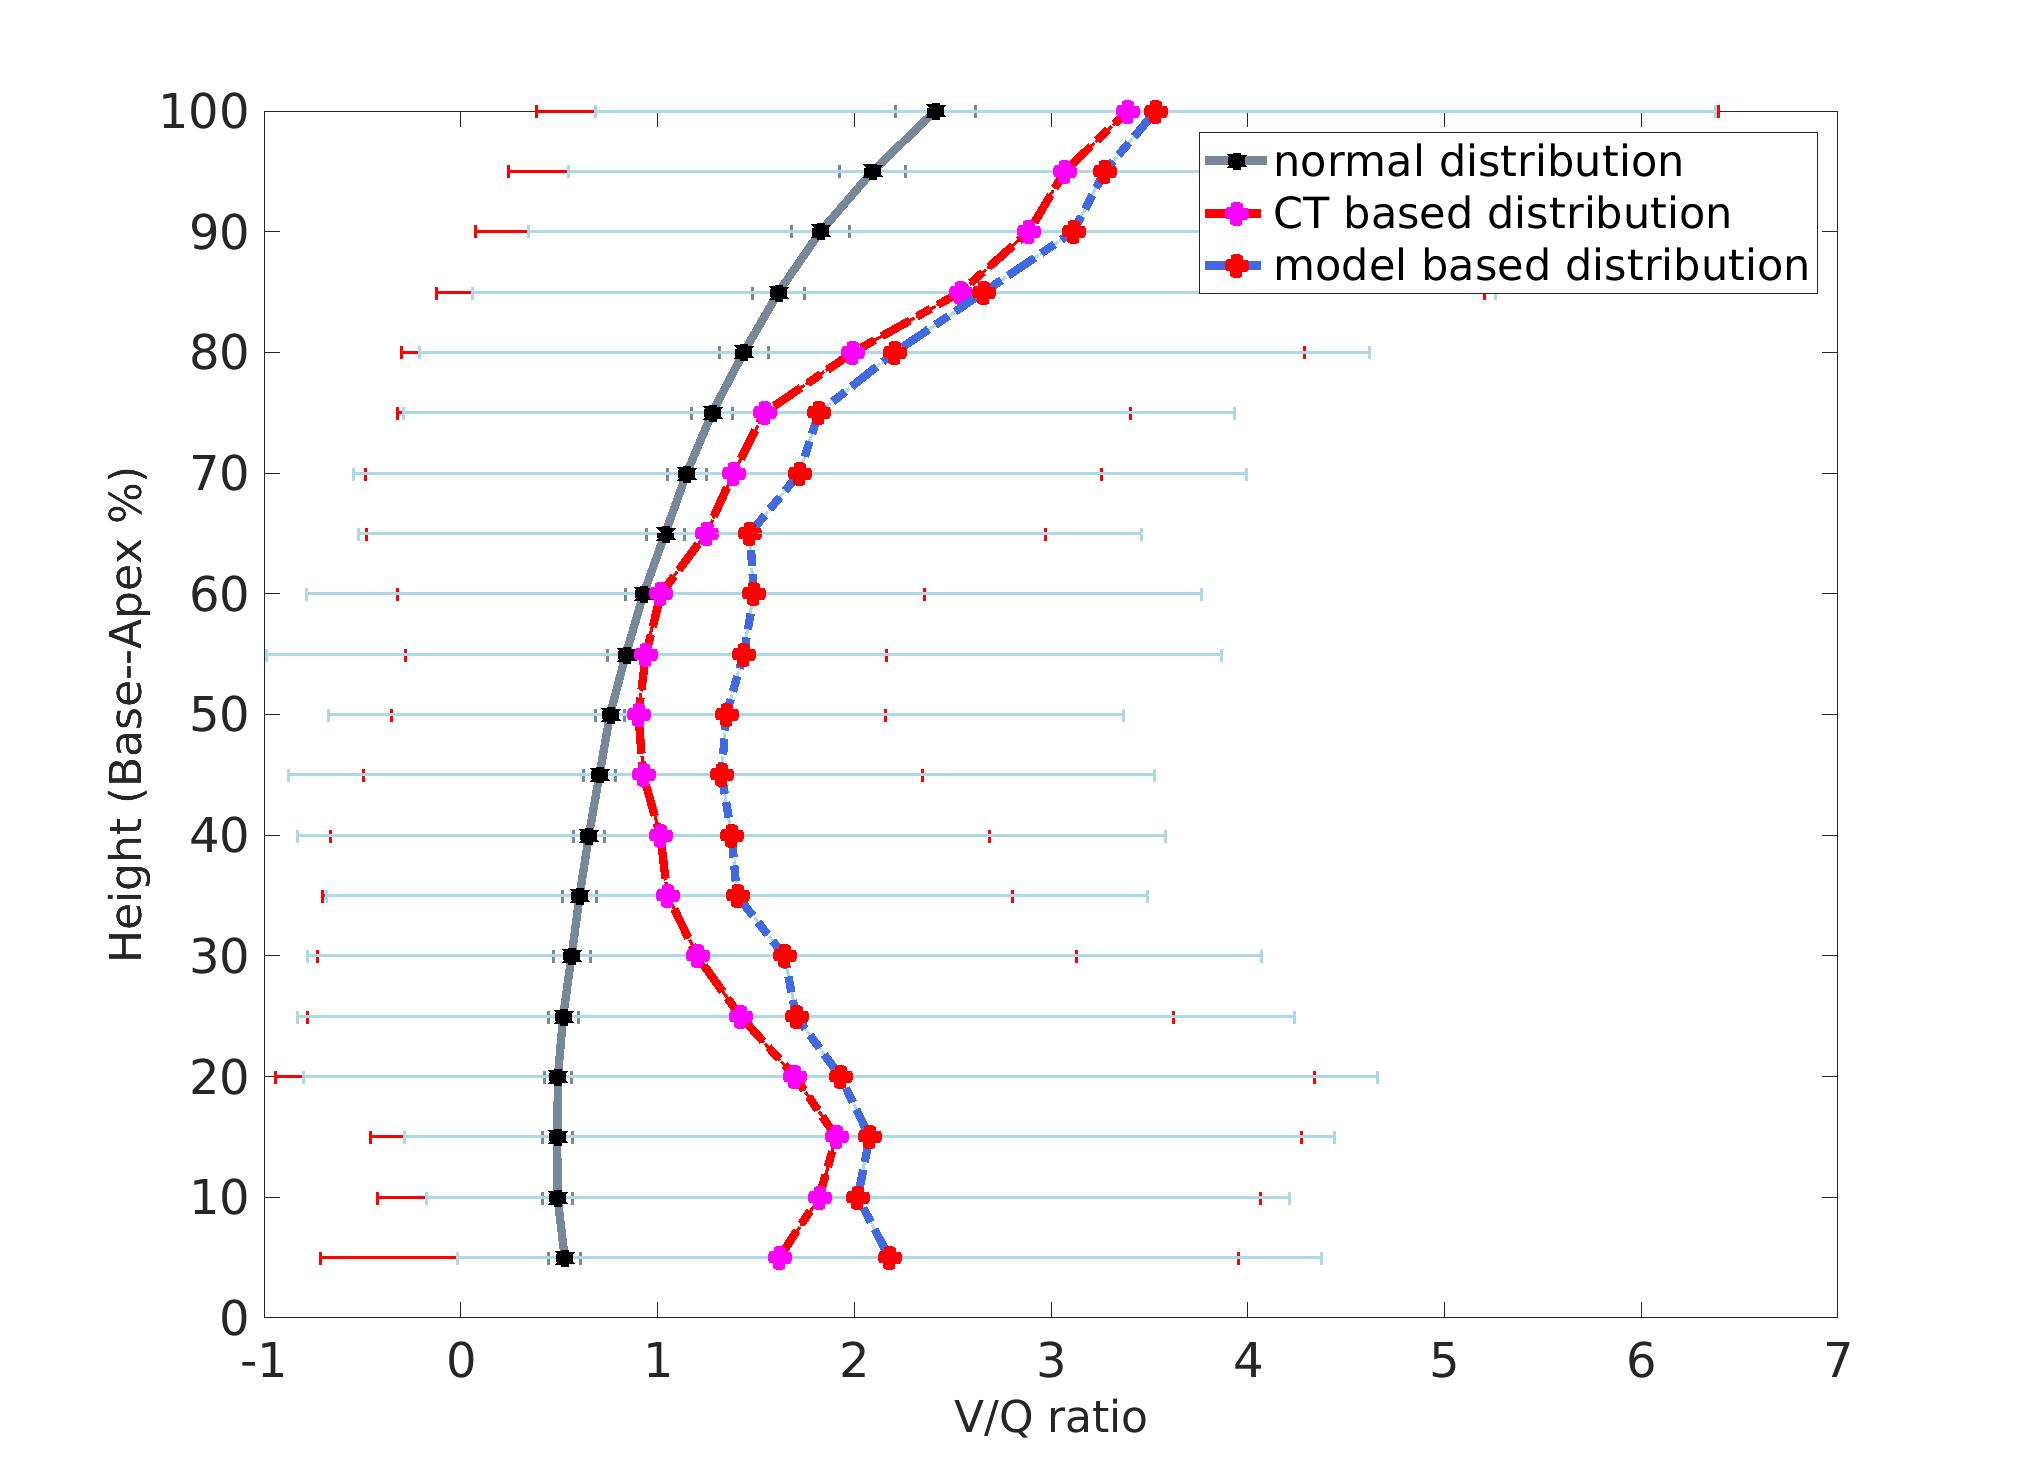 100
90
80
70
60
50
40
30
20
10
0
Height (Base--Apex %)
normal distribution
CT based distribution
model based distribution
-1 0 1 2 3 4 5 6 7
V/Q ratio